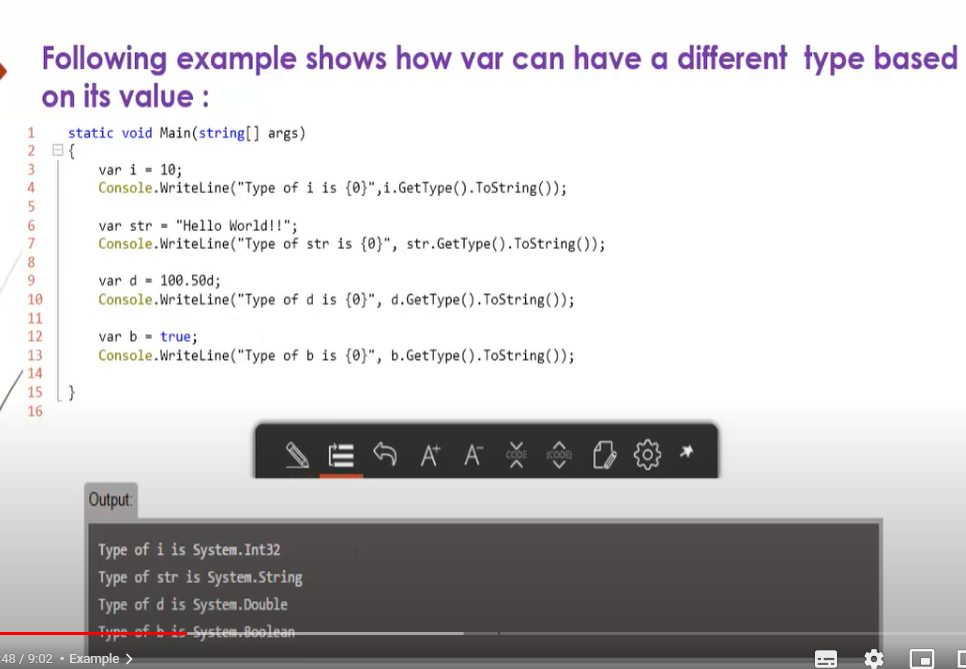 Following example shows how var can have a different type based
on its value :
1 static void Main(string[] args)
2 {
3 var i = 10;
4 Console.WriteLine("Type of i is {0}",i.GetType().ToString());
5
6 var str = "Hello World!!";
7 Console.WriteLine("Type of str is {0}", str.GetType().ToString());
8
9 var d = 100.50d;
10 Console.WriteLine("Type of d is {0}", d.GetType().ToString());
11
12 var b = true;
13 Console.WriteLine("Type of b is {0}", b.GetType().ToString());
14
15 }
16
A+ A- CODE (CODE)
Output:
Type of i is System.Int32
Type of str is System.String
Type of d is System.Double
Type of b is System.Boolean
:48 / 9:02 • Example